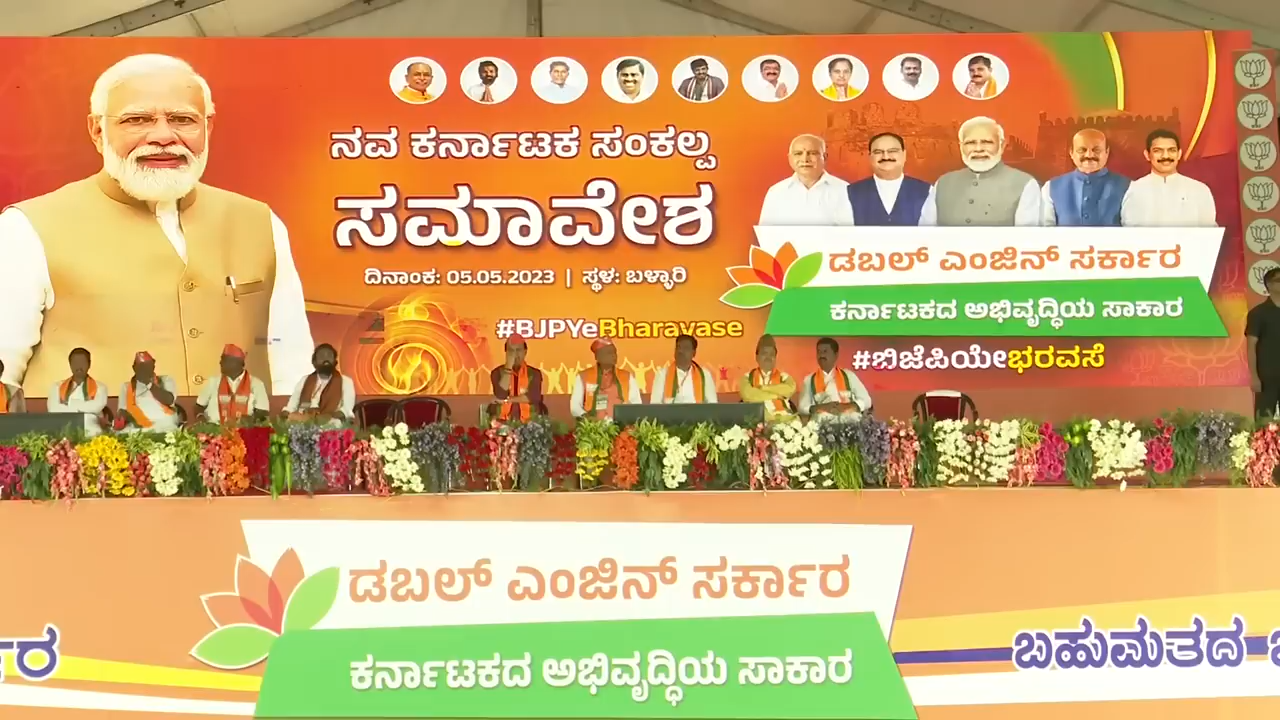 ನವ ಕರ್ನಾಟಕ ಸಂಕಲ್ಪ
ಸಮಾವೇಶ
ದಿನಾಂಕ: 05.05.2023 | ಸ್ಥಳ: ಬಳ್ಳಾರಿ
#BJPYeBharavase
ಡಬಲ್ ಎಂಜಿನ್ ಸರ್ಕಾರ
ಕರ್ನಾಟಕದ ಅಭಿವೃದ್ಧಿಯ ಸಾಕಾರ
#ಬಿಜೆಪಿಯೇಭರವಸೆ
ಡಬಲ್ ಎಂಜಿನ್ ಸರ್ಕಾರ
ಕರ್ನಾಟಕದ ಅಭಿವೃದ್ಧಿಯ ಸಾಕಾರ
ಬಹುಮತದ